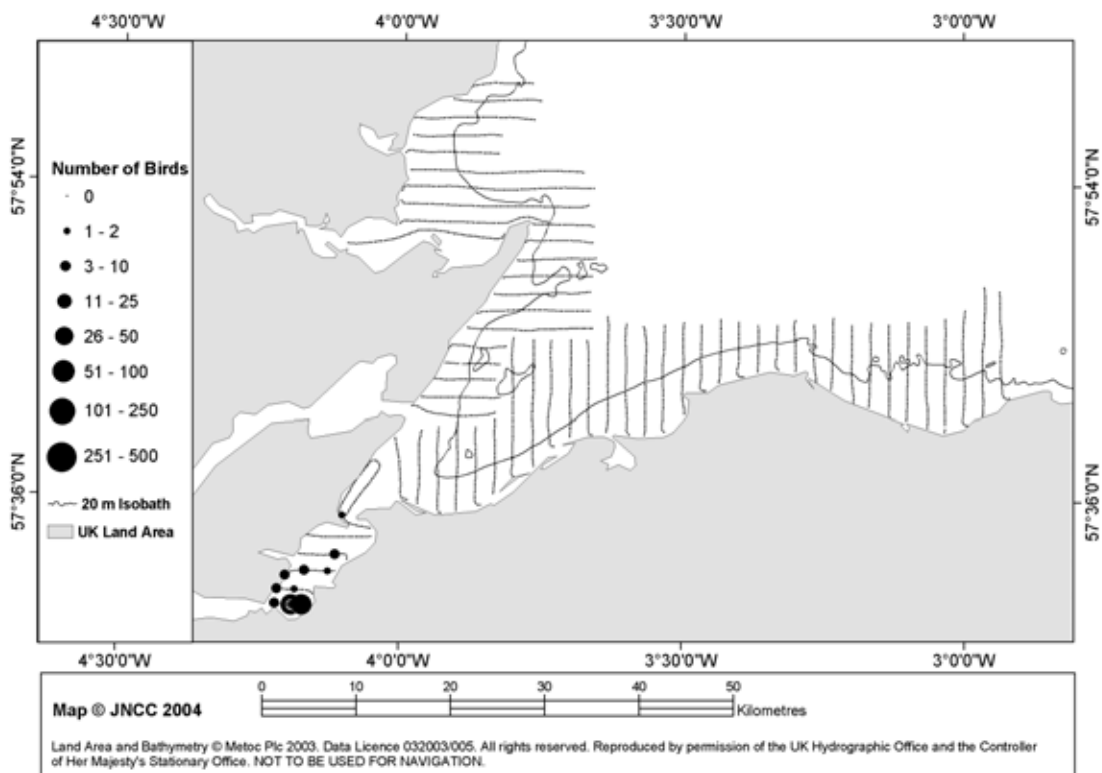 4°30'0"W 4°0'0"W 3°30'0"W 3°0'0"W
57°54'0"N
57°54'0"N
Number of Birds
0
1 - 2
3 - 10
11 - 25
26 - 50
51 - 100
101 - 250
251 - 500
20 m Isobath
UK Land Area
57°36'0"N
57°36'0"N
4°30'0"W 4°0'0"W 3°30'0"W 3°0'0"W
Map © JNCC 2004
0 10 20 30 40 50
Kilometres
Land Area and Bathymetry © Metoc Plc 2003. Data Licence 032003/005. All rights reserved. Reproduced by permission of the UK Hydrographic Office and the Controller
of Her Majesty's Stationary Office. NOT TO BE USED FOR NAVIGATION.